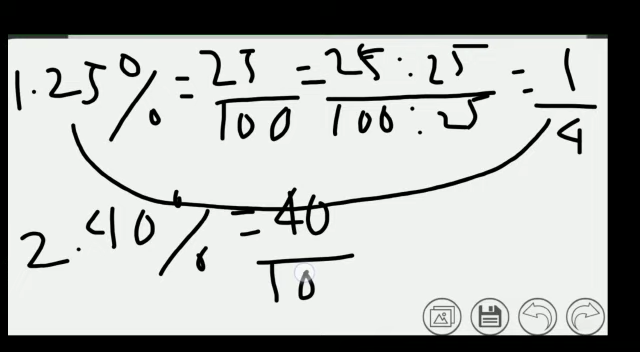 1. 25% = 25/100 = 25 : 25/100 : 25 = 1/4
2. 40% = 40/10